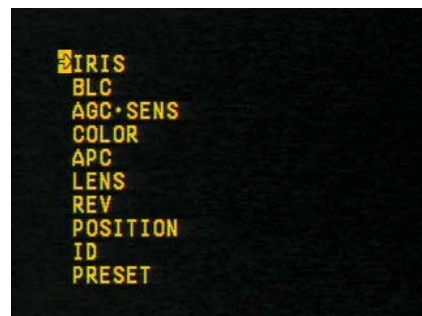 IRIS
BLC
AGC·SENS
COLOR
APC
LENS
REV
POSITION
ID
PRESET